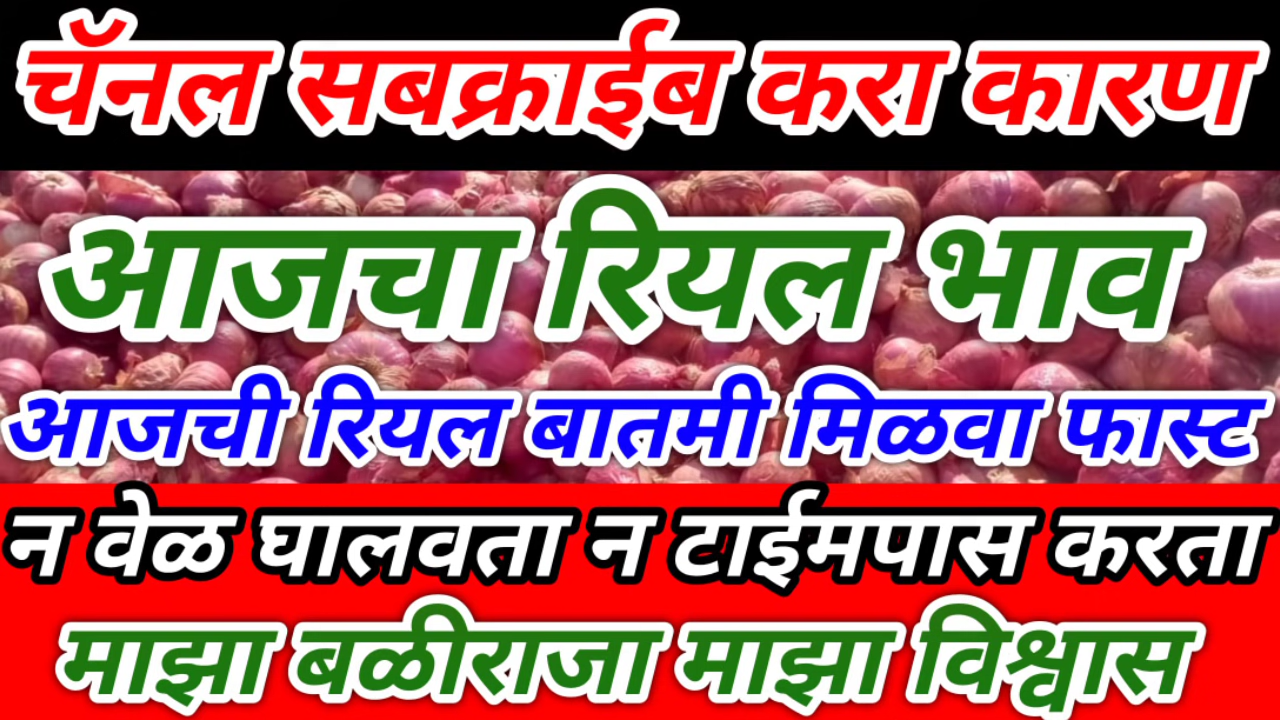 चॅनल सबक्राईब करा कारण
आजचा रियल भाव
आजची रियल बातमी मिळवा फास्ट
न वेळ घालवता न टाईमपास करता
माझा बळीराजा माझा विश्वास